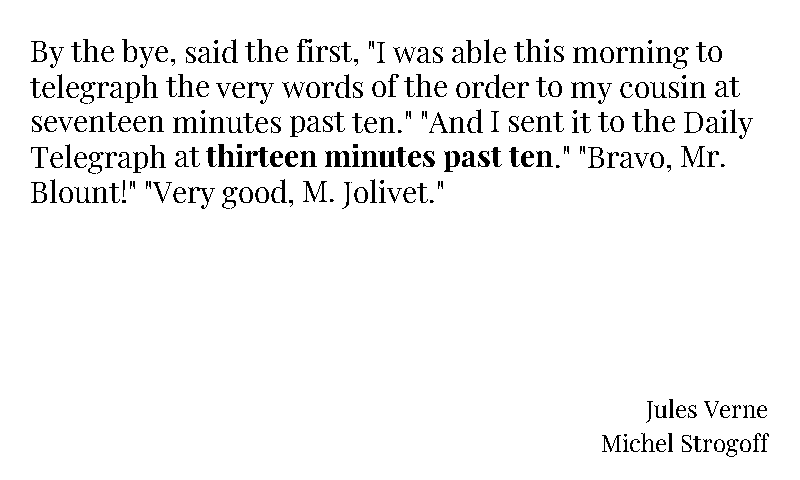 By the bye, said the first, "I was able this morning to
telegraph the very words of the order to my cousin at
seventeen minutes past ten." "And I sent it to the Daily
Telegraph at thirteen minutes past ten." "Bravo, Mr.
Blount!" "Very good, M. Jolivet."
Jules Verne
Michel Strogoff